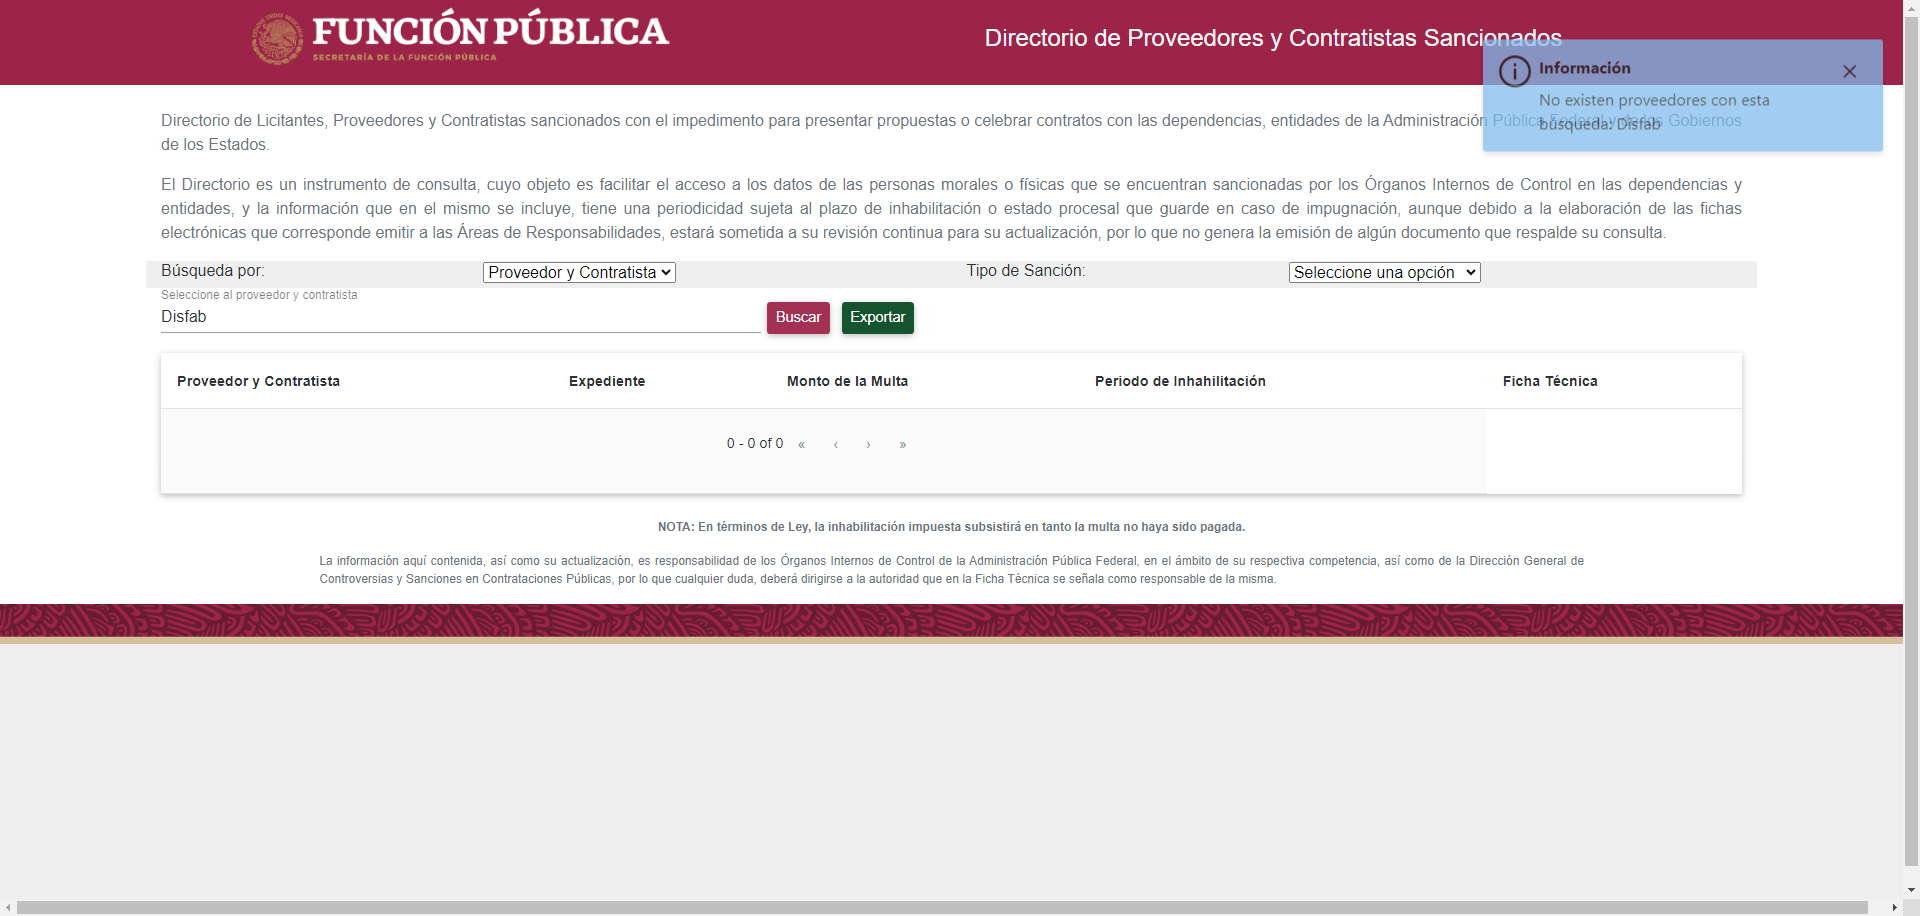 FUNCIÓN PÚBLICA
SECRETARÍA DE LA FUNCIÓN PÚBLICA
Directorio de Proveedores y Contratistas Sancionados
Información
No existen proveedores con esta
búsqueda: Disfab
Directorio de Licitantes, Proveedores y Contratistas sancionados con el impedimento para presentar propuestas o celebrar contratos con las dependencias, entidades de la Administración Pública Federal y de los Gobiernos
de los Estados.
El Directorio es un instrumento de consulta, cuyo objeto es facilitar el acceso a los datos de las personas morales o físicas que se encuentran sancionadas por los Órganos Internos de Control en las dependencias y
entidades, y la información que en el mismo se incluye, tiene una periodicidad sujeta al plazo de inhabilitación o estado procesal que guarde en caso de impugnación, aunque debido a la elaboración de las fichas
electrónicas que corresponde emitir a las Áreas de Responsabilidades, estará sometida a su revisión continua para su actualización, por lo que no genera la emisión de algún documento que respalde su consulta.
Búsqueda por: Proveedor y Contratista Tipo de Sanción: Seleccione una opción
Seleccione al proveedor y contratista
Disfab Buscar Exportar
Proveedor y Contratista Expediente Monto de la Multa Periodo de Inhahilitación Ficha Técnica
0 - 0 of 0 « ‹ › »
NOTA: En términos de Ley, la inhabilitación impuesta subsistirá en tanto la multa no haya sido pagada.
La información aquí contenida, así como su actualización, es responsabilidad de los Órganos Internos de Control de la Administración Pública Federal, en el ámbito de su respectiva competencia, así como de la Dirección General de
Controversias y Sanciones en Contrataciones Públicas, por lo que cualquier duda, deberá dirigirse a la autoridad que en la Ficha Técnica se señala como responsable de la misma.